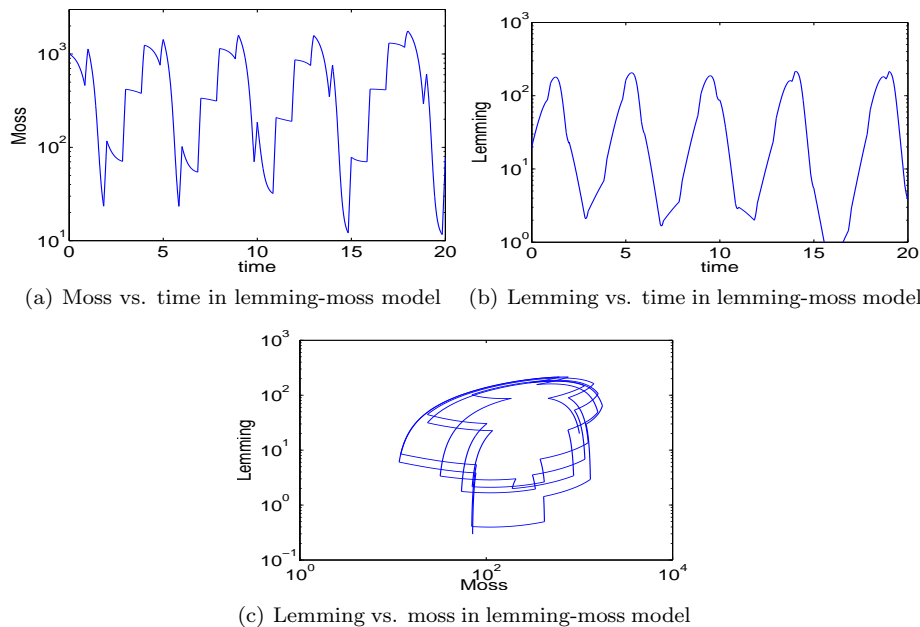 10^3
10^2
10^1
Moss
0 5 10 15 20
time
(a) Moss vs. time in lemming-moss model
10^3
10^2
10^1
10^0
Lemming
0 5 10 15 20
time
(b) Lemming vs. time in lemming-moss model
10^3
10^2
10^1
10^0
10^-1
Lemming
10^0 10^2 10^4
Moss
(c) Lemming vs. moss in lemming-moss model